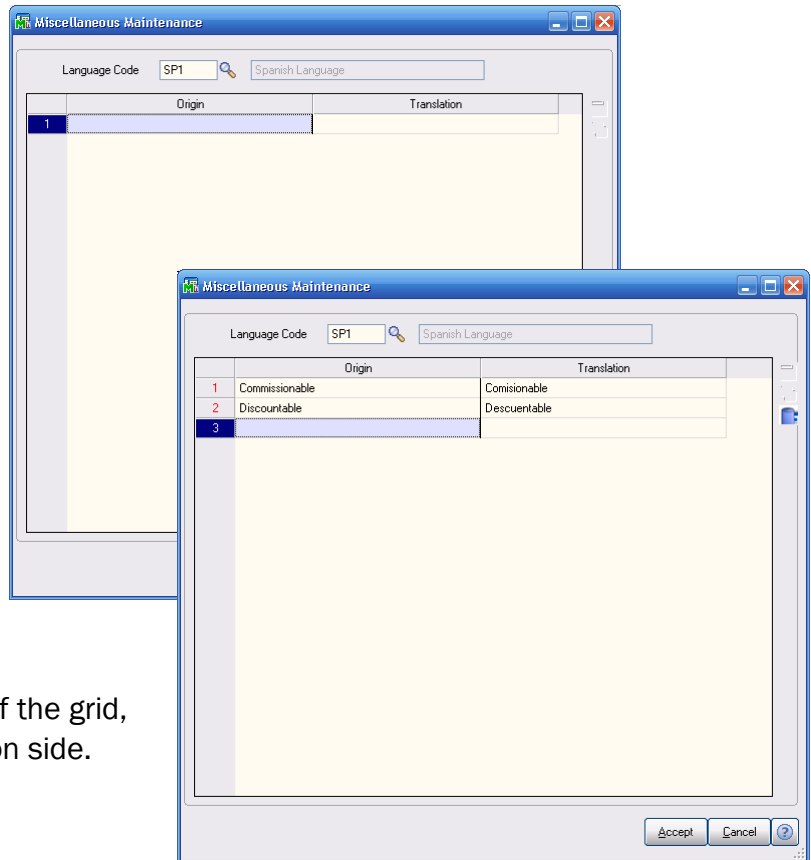 Miscellaneous Maintenance
Language Code SP1 Spanish Language
Origin Translation
1
Miscellaneous Maintenance
Language Code SP1 Spanish Language
Origin Translation
1 Commissionable Comisionable
2 Discountable Descuentable
3
f the grid,
on side.
Accept Cancel ?